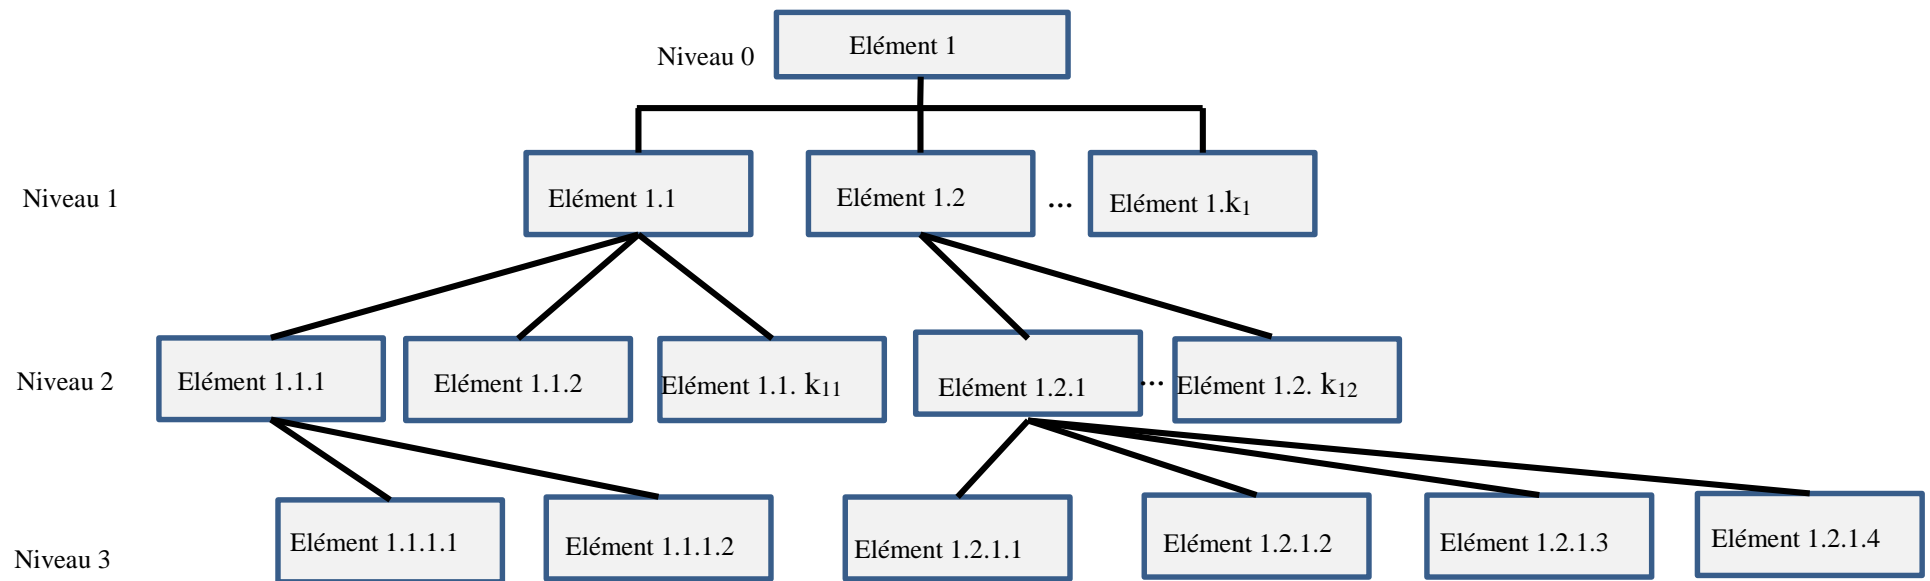 Niveau 0
Elément 1
Niveau 1
Elément 1.1
Elément 1.2
...
Elément 1.k₁
Niveau 2
Elément 1.1.1
Elément 1.1.2
Elément 1.1. k₁₁
Elément 1.2.1
...
Elément 1.2. k₁₂
Niveau 3
Elément 1.1.1.1
Elément 1.1.1.2
Elément 1.2.1.1
Elément 1.2.1.2
Elément 1.2.1.3
Elément 1.2.1.4